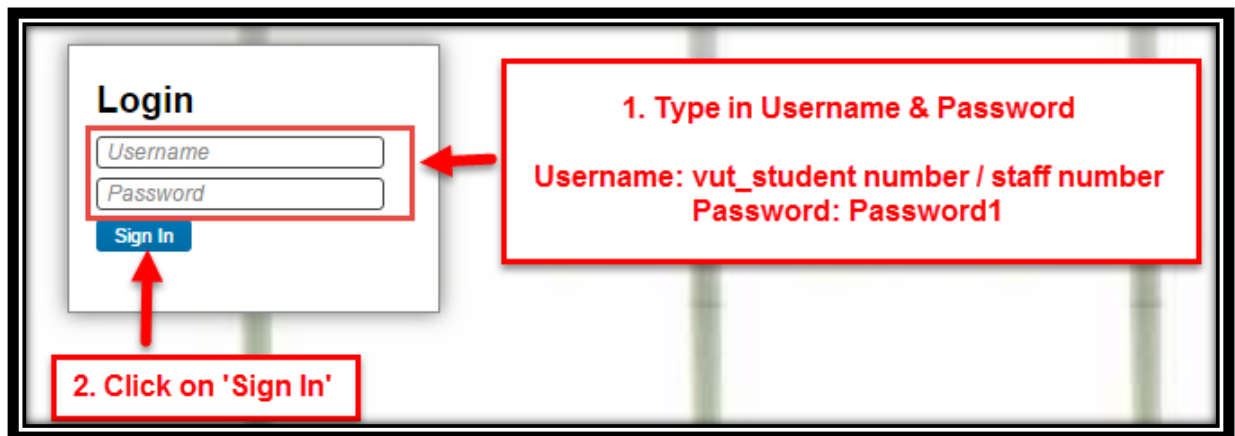 Login
Username
Password
Sign In
1. Type in Username & Password
Username: vut_student number / staff number
Password: Password1
2. Click on 'Sign In'